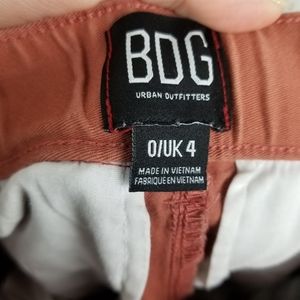 BDG
URBAN OUTFITTERS
0/UK 4
MADE IN VIETNAM
FABRIQUE EN VIETNAM